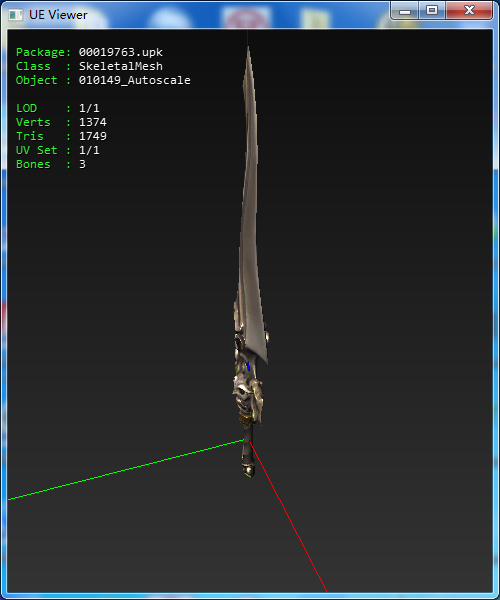 UE Viewer
Package: 00019763.upk
Class : SkeletalMesh
Object : 010149_Autoscale
LOD : 1/1
Verts : 1374
Tris : 1749
UV Set : 1/1
Bones : 3